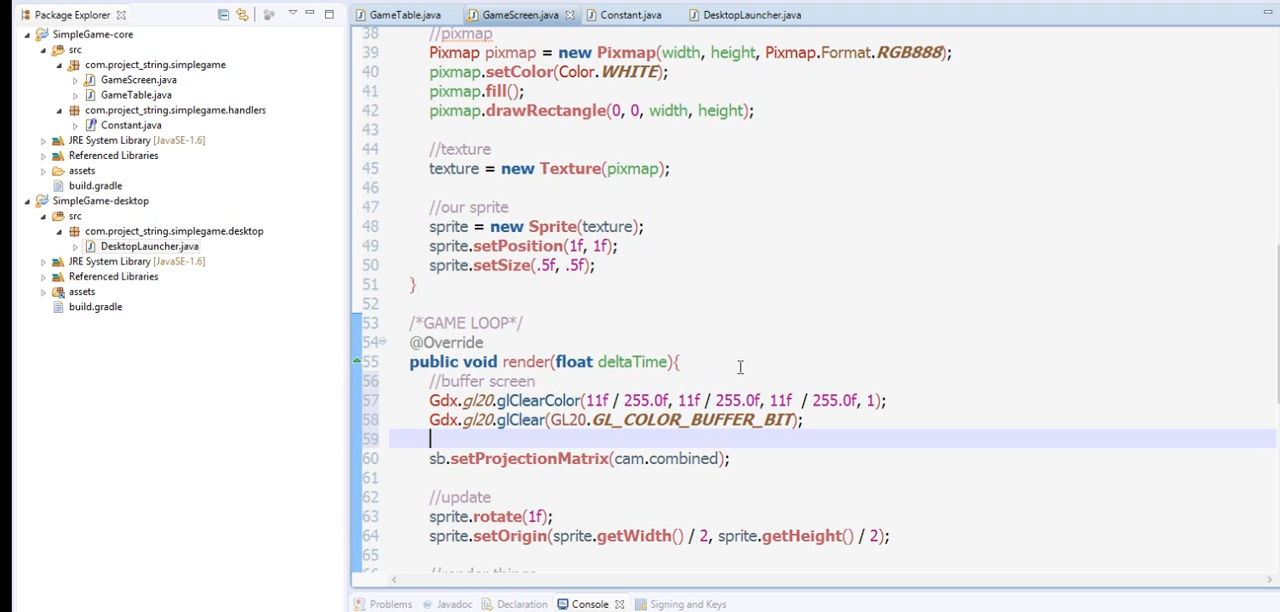 Package Explorer
SimpleGame-core
src
com.project_string.simplegame
GameScreen.java
GameTable.java
com.project_string.simplegame.handlers
Constant.java
JRE System Library [JavaSE-1.6]
Referenced Libraries
assets
build.gradle
SimpleGame-desktop
src
com.project_string.simplegame.desktop
DesktopLauncher.java
JRE System Library [JavaSE-1.6]
Referenced Libraries
assets
build.gradle
GameTable.java GameScreen.java Constant.java DesktopLauncher.java
38 //pixmap
39 Pixmap pixmap = new Pixmap(width, height, Pixmap.Format.RGB888);
40 pixmap.setColor(Color.WHITE);
41 pixmap.fill();
42 pixmap.drawRectangle(0, 0, width, height);
43
44 //texture
45 texture = new Texture(pixmap);
46
47 //our sprite
48 sprite = new Sprite(texture);
49 sprite.setPosition(1f, 1f);
50 sprite.setSize(.5f, .5f);
51 }
52
53 /*GAME LOOP*/
54 @Override
55 public void render(float deltaTime){
56 //buffer screen
57 Gdx.gl20.glClearColor(11f / 255.0f, 11f / 255.0f, 11f / 255.0f, 1);
58 Gdx.gl20.glClear(GL20.GL_COLOR_BUFFER_BIT);
59
60 sb.setProjectionMatrix(cam.combined);
61
62 //update
63 sprite.rotate(1f);
64 sprite.setOrigin(sprite.getWidth() / 2, sprite.getHeight() / 2);
65
66 //render things
Problems Javadoc Declaration Console Signing and Keys